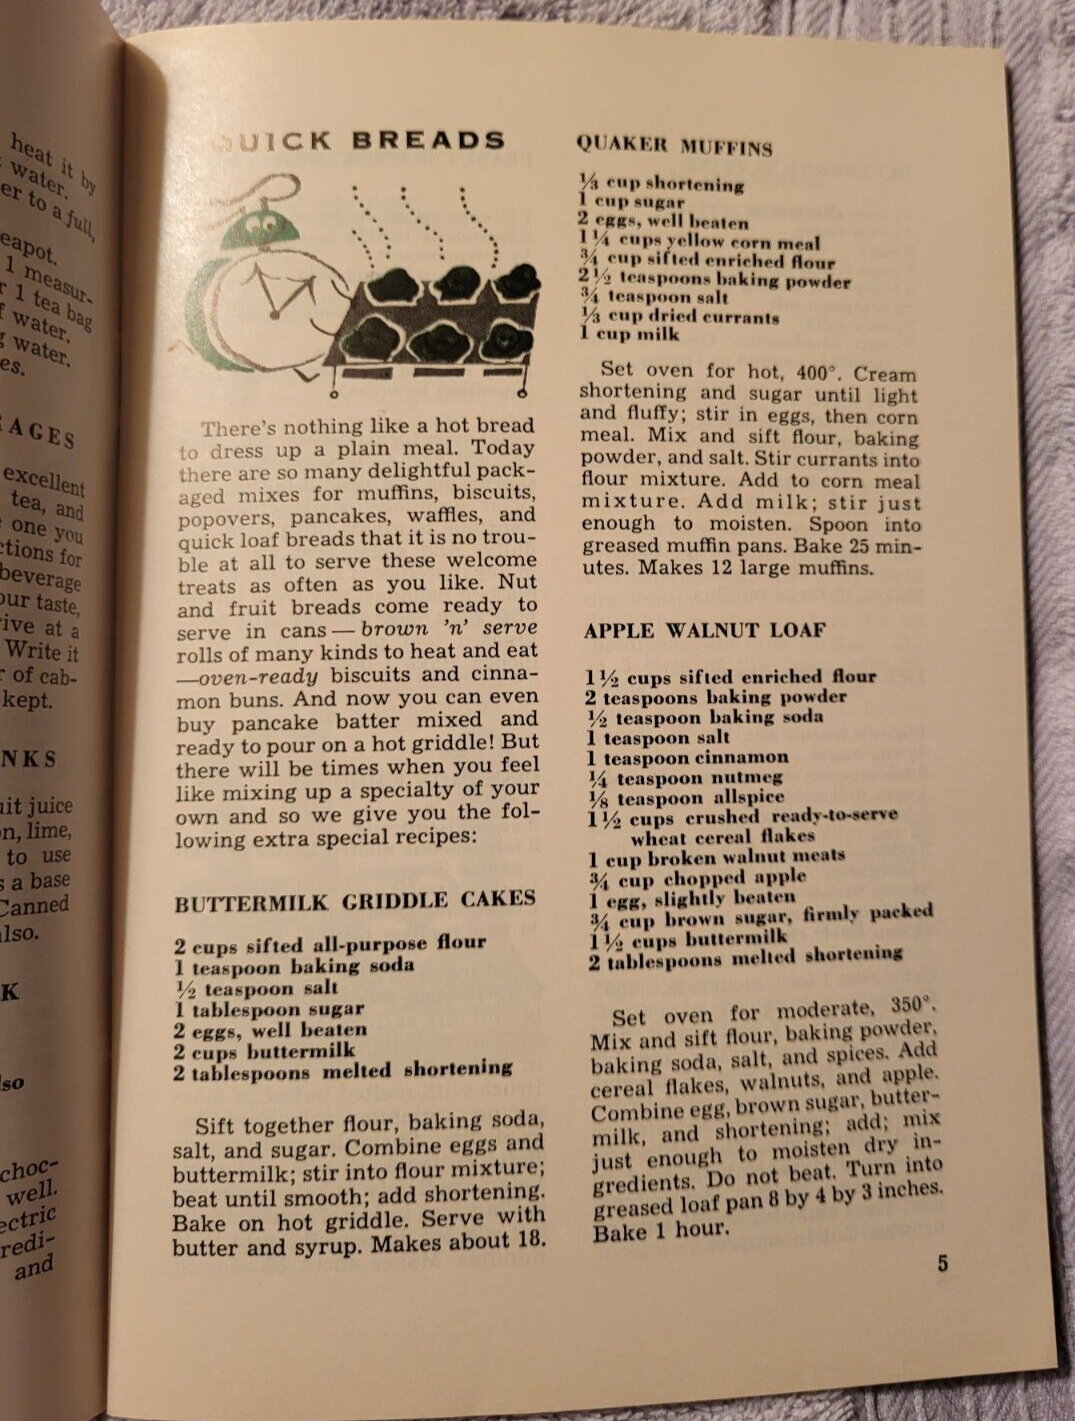 heat it by
water.
er to a full,
eapot.
1 measur-
r 1 tea bag
f water.
g water.
es.
AGES
excellent
tea, and
one you
ctions for
beverage
our taste,
rive at a
Write it
r of cab-
kept.
NKS
uit juice
n, lime,
to use
s a base
Canned
also.
K
lso
choc-
well.
ectric
redi-
and
QUICK BREADS
There's nothing like a hot bread
to dress up a plain meal. Today
there are so many delightful pack-
aged mixes for muffins, biscuits,
popovers, pancakes, waffles, and
quick loaf breads that it is no trou-
ble at all to serve these welcome
treats as often as you like. Nut
and fruit breads come ready to
serve in cans — brown 'n' serve
rolls of many kinds to heat and eat
—oven-ready biscuits and cinna-
mon buns. And now you can even
buy pancake batter mixed and
ready to pour on a hot griddle! But
there will be times when you feel
like mixing up a specialty of your
own and so we give you the fol-
lowing extra special recipes:
BUTTERMILK GRIDDLE CAKES
2 cups sifted all-purpose flour
1 teaspoon baking soda
½ teaspoon salt
1 tablespoon sugar
2 eggs, well beaten
2 cups buttermilk
2 tablespoons melted shortening
Sift together flour, baking soda,
salt, and sugar. Combine eggs and
buttermilk; stir into flour mixture;
beat until smooth; add shortening.
Bake on hot griddle. Serve with
butter and syrup. Makes about 18.
QUAKER MUFFINS
⅓ cup shortening
1 cup sugar
2 eggs, well beaten
1¼ cups yellow corn meal
¾ cup sifted enriched flour
2½ teaspoons baking powder
¾ teaspoon salt
⅓ cup dried currants
1 cup milk
Set oven for hot, 400°. Cream
shortening and sugar until light
and fluffy; stir in eggs, then corn
meal. Mix and sift flour, baking
powder, and salt. Stir currants into
flour mixture. Add to corn meal
mixture. Add milk; stir just
enough to moisten. Spoon into
greased muffin pans. Bake 25 min-
utes. Makes 12 large muffins.
APPLE WALNUT LOAF
1½ cups sifted enriched flour
2 teaspoons baking powder
½ teaspoon baking soda
1 teaspoon salt
1 teaspoon cinnamon
¼ teaspoon nutmeg
⅛ teaspoon allspice
1½ cups crushed ready-to-serve
wheat cereal flakes
1 cup broken walnut meats
¾ cup chopped apple
1 egg, slightly beaten
¾ cup brown sugar, firmly packed
1½ cups buttermilk
2 tablespoons melted shortening
Set oven for moderate, 350°.
Mix and sift flour, baking powder,
baking soda, salt, and spices. Add
cereal flakes, walnuts, and apple.
Combine egg, brown sugar, butter-
milk, and shortening; add; mix
just enough to moisten dry in-
gredients. Do not beat. Turn into
greased loaf pan 8 by 4 by 3 inches.
Bake 1 hour.
5